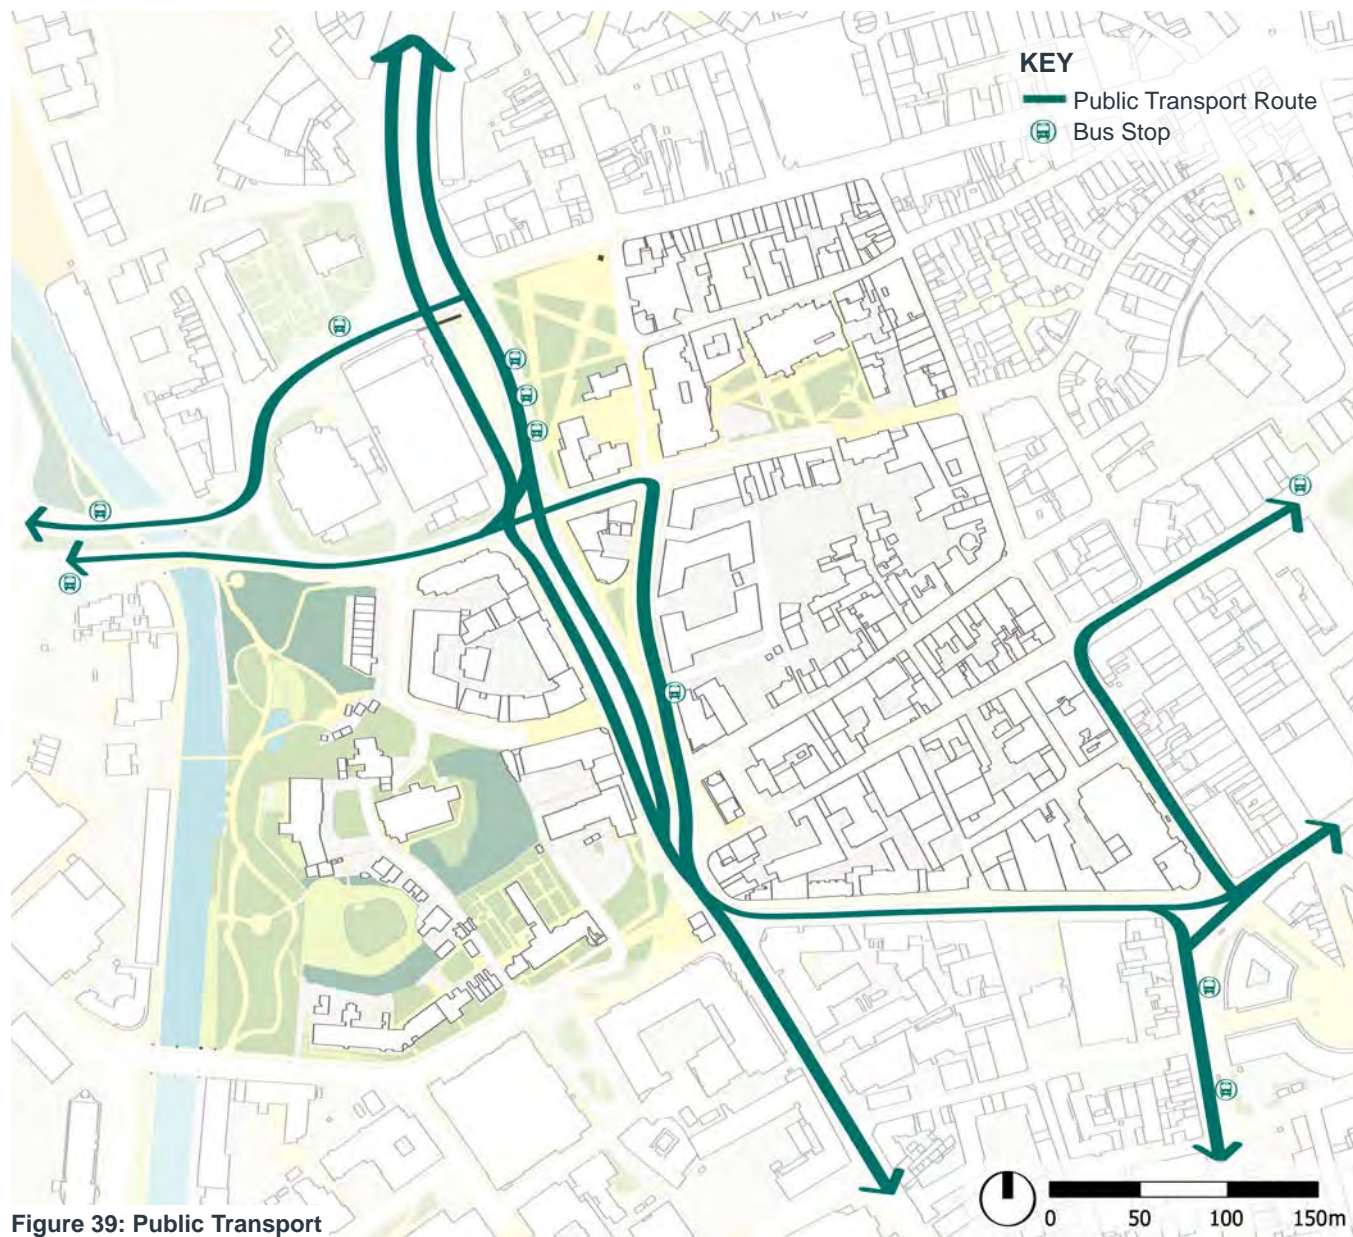 KEY
Public Transport Route
Bus Stop
0 50 100 150m
Figure 39: Public Transport